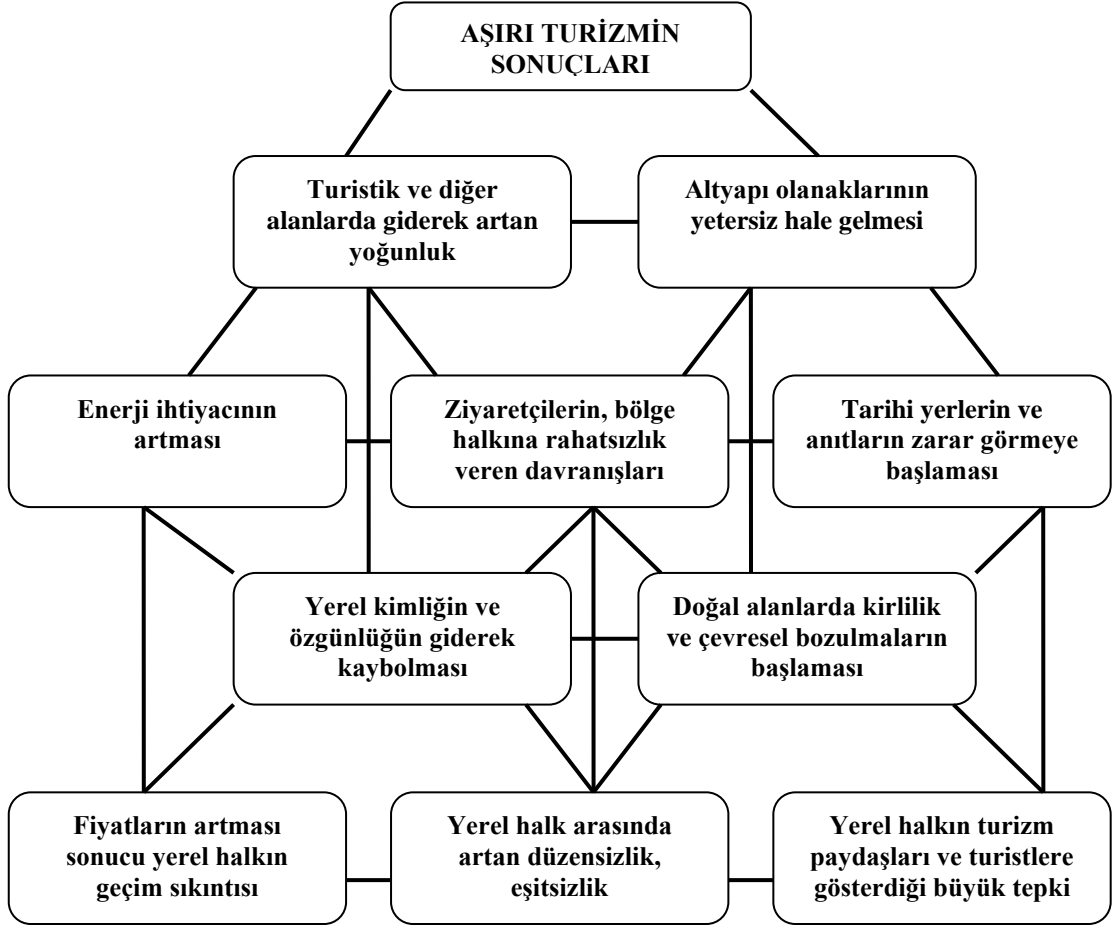 AŞIRI TURİZMİN
SONUÇLARI
Turistik ve diğer
alanlarda giderek artan
yoğunluk
Altyapı olanaklarının
yetersiz hale gelmesi
Enerji ihtiyacının
artması
Ziyaretçilerin, bölge
halkına rahatsızlık
veren davranışları
Tarihi yerlerin ve
anıtların zarar görmeye
başlaması
Yerel kimliğin ve
özgünlüğün giderek
kaybolması
Doğal alanlarda kirlilik
ve çevresel bozulmaların
başlaması
Fiyatların artması
sonucu yerel halkın
geçim sıkıntısı
Yerel halk arasında
artan düzensizlik,
eşitsizlik
Yerel halkın turizm
paydaşları ve turistlere
gösterdiği büyük tepki